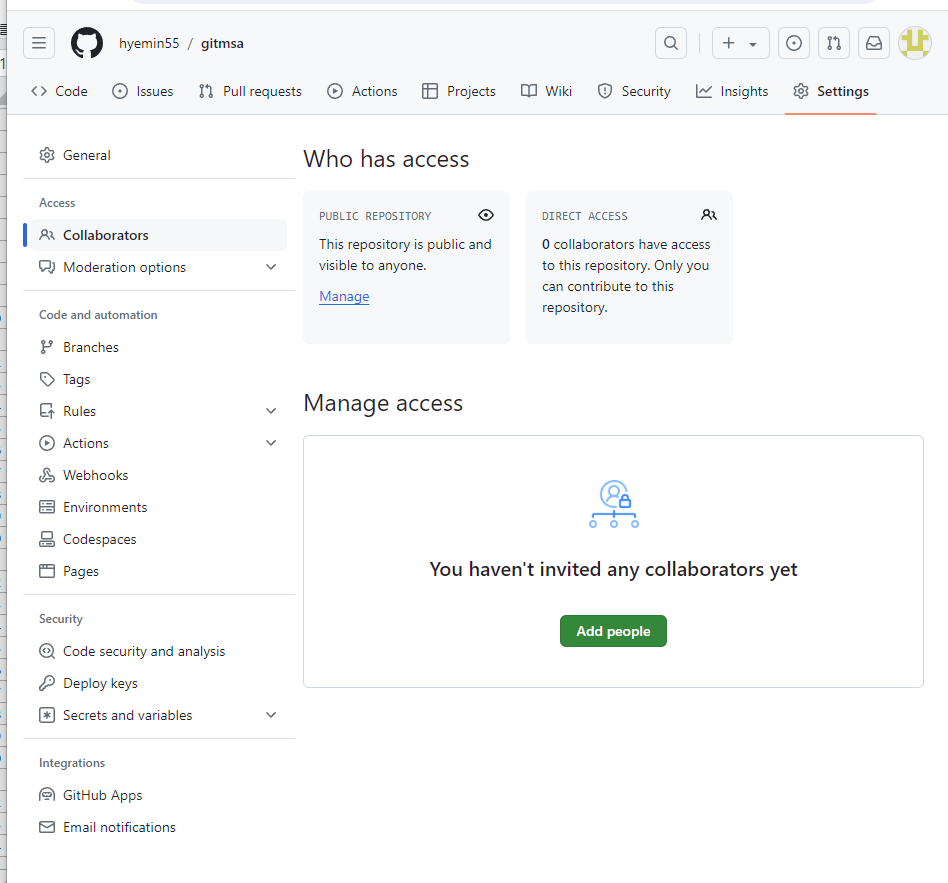 hyemin55 / gitmsa
Code Issues Pull requests Actions Projects Wiki Security Insights Settings
General
Access
Collaborators
Moderation options
Code and automation
Branches
Tags
Rules
Actions
Webhooks
Environments
Codespaces
Pages
Security
Code security and analysis
Deploy keys
Secrets and variables
Integrations
GitHub Apps
Email notifications
Who has access
PUBLIC REPOSITORY
This repository is public and
visible to anyone.
Manage
DIRECT ACCESS
0 collaborators have access
to this repository. Only you
can contribute to this
repository.
Manage access
You haven't invited any collaborators yet
Add people